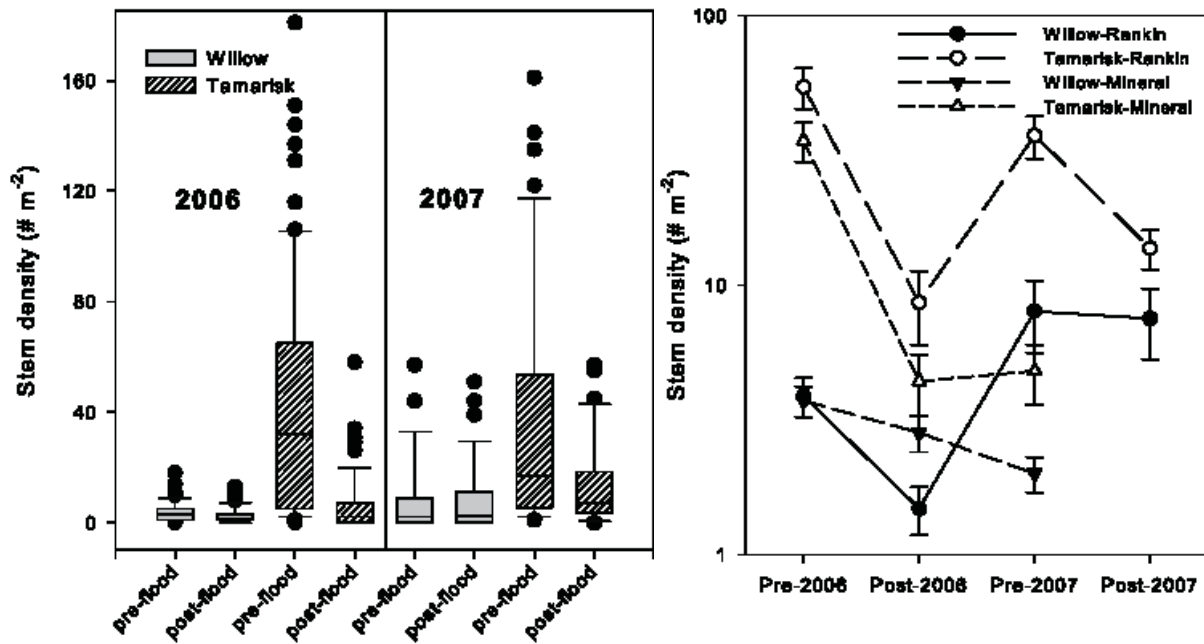 Stem density (# m-2)
160
120
80
40
0
Willow
Tamarisk
2006
2007
pre-flood
post-flood
pre-flood
post-flood
pre-flood
post-flood
pre-flood
post-flood
Stem density (# m-2)
100
10
1
Willow-Rankin
Tamarisk-Rankin
Willow-Mineral
Tamarisk-Mineral
Pre-2006
Post-2006
Pre-2007
Post-2007